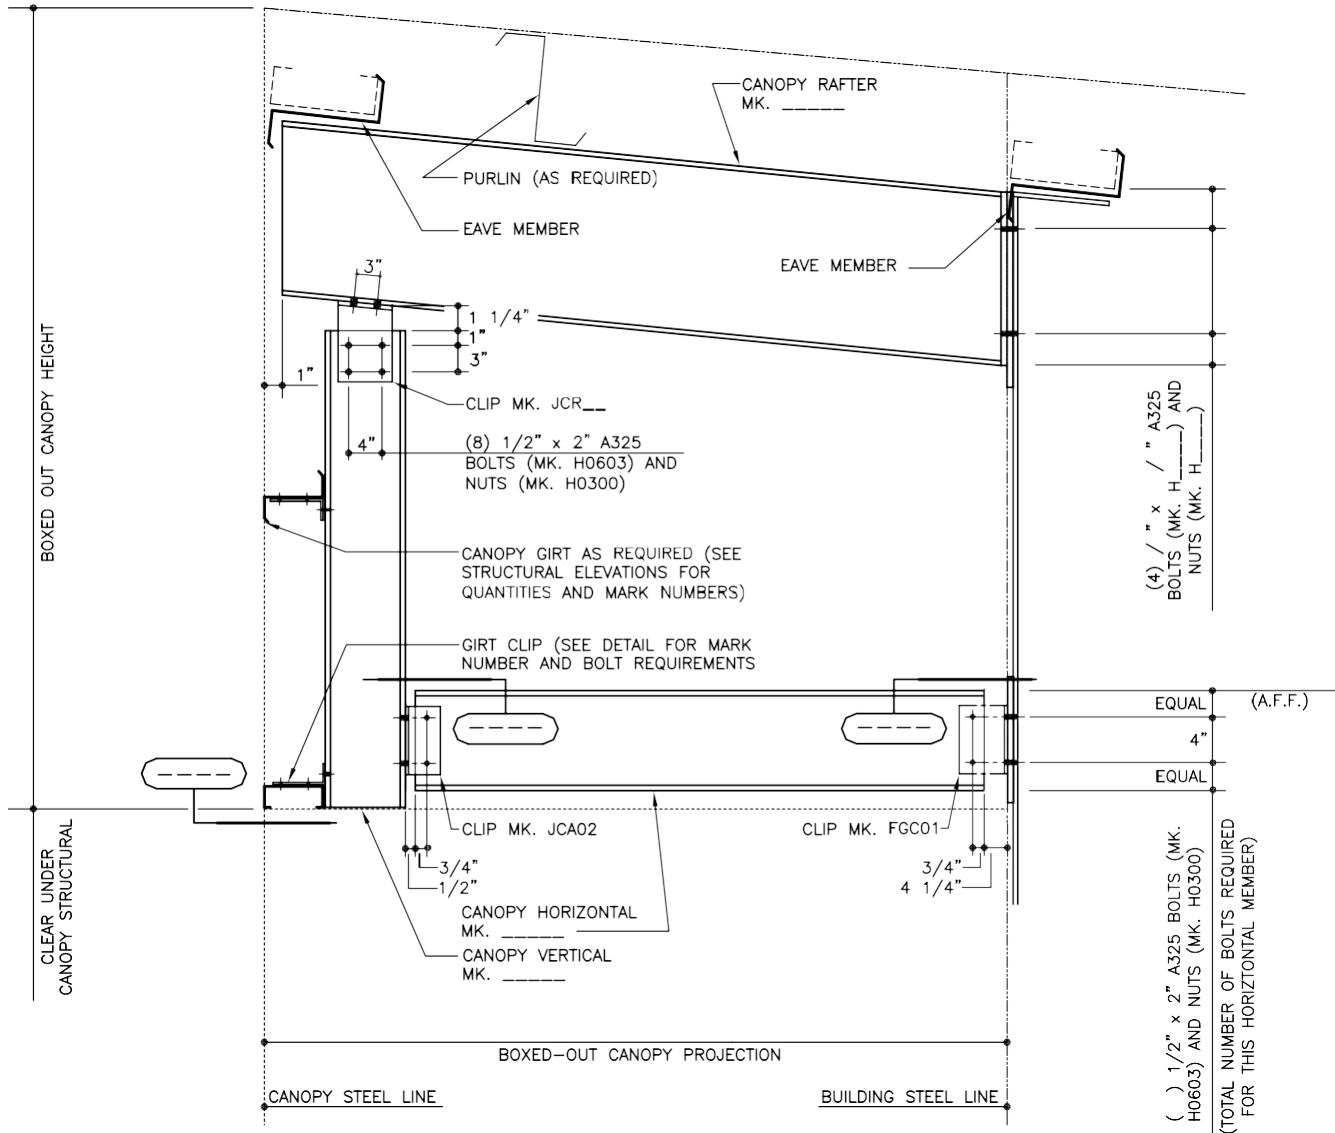 CANOPY RAFTER
MK. _____
PURLIN (AS REQUIRED)
EAVE MEMBER
EAVE MEMBER
3"
1 1/4"
1"
3"
1"
CLIP MK. JCR__
4"
(8) 1/2" x 2" A325
BOLTS (MK. H0603) AND
NUTS (MK. H0300)
BOXED OUT CANOPY HEIGHT
(4) / " x / " A325
BOLTS (MK. H_____) AND
NUTS (MK. H_____)
CANOPY GIRT AS REQUIRED (SEE
STRUCTURAL ELEVATIONS FOR
QUANTITIES AND MARK NUMBERS)
GIRT CLIP (SEE DETAIL FOR MARK
NUMBER AND BOLT REQUIREMENTS
EQUAL
(A.F.F.)
4"
EQUAL
CLIP MK. JCA02
CLIP MK. FGC01
3/4"
1/2"
3/4"
4 1/4"
CLEAR UNDER
CANOPY STRUCTURAL
CANOPY HORIZONTAL
MK. _____
CANOPY VERTICAL
MK. _____
( ) 1/2" x 2" A325 BOLTS (MK.
H0603) AND NUTS (MK. H0300)
(TOTAL NUMBER OF BOLTS REQUIRED
FOR THIS HORIZTONTAL MEMBER)
BOXED-OUT CANOPY PROJECTION
CANOPY STEEL LINE
BUILDING STEEL LINE